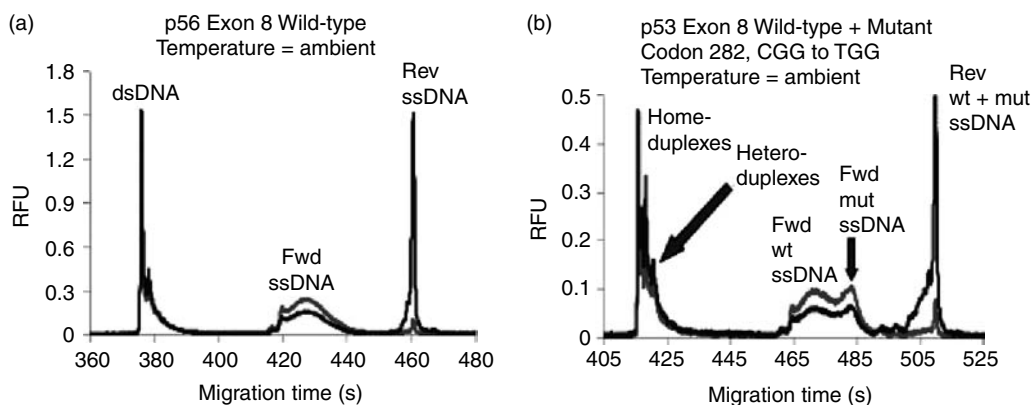 (a)
p56 Exon 8 Wild-type
Temperature = ambient
1.8
1.5
1.2
0.9
0.6
0.3
0
RFU
dsDNA
Fwd
ssDNA
Rev
ssDNA
360 380 400 420 440 460 480
Migration time (s)
(b)
p53 Exon 8 Wild-type + Mutant
Codon 282, CGG to TGG
Temperature = ambient
0.5
0.4
0.3
0.2
0.1
0
RFU
Home-
duplexes
Hetero-
duplexes
Fwd
wt
ssDNA
Fwd
mut
ssDNA
Rev
wt + mut
ssDNA
405 425 445 465 485 505 525
Migration time (s)